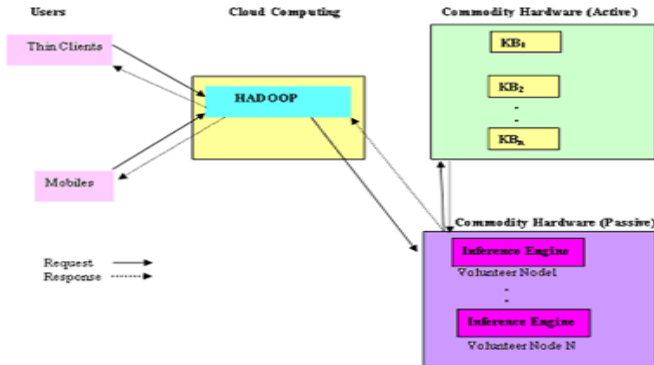 Users
Cloud Computing
Commodity Hardware (Active)
Thin Clients
HADOOP
KB1
KB2
KBn
Mobiles
Commodity Hardware (Passive)
Request
Response
Inference Engine
Volunteer Node1
Inference Engine
Volunteer Node N